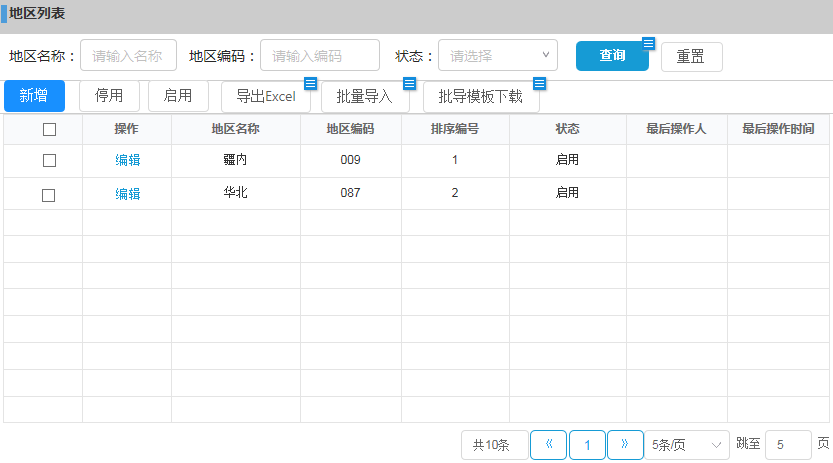 地区列表
地区名称： 请输入名称 地区编码： 请输入编码 状态： 请选择 查询 重置
新增 停用 启用 导出Excel 批量导入 批导模板下载
操作 地区名称 地区编码 排序编号 状态 最后操作人 最后操作时间
编辑 疆内 009 1 启用
编辑 华北 087 2 启用
共10条 《 1 》 5条/页 跳至 5 页